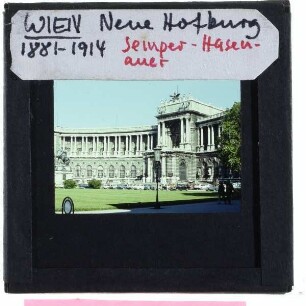 WIEN Neue Hofburg
1881-1914 Semper-Hasen-
auer